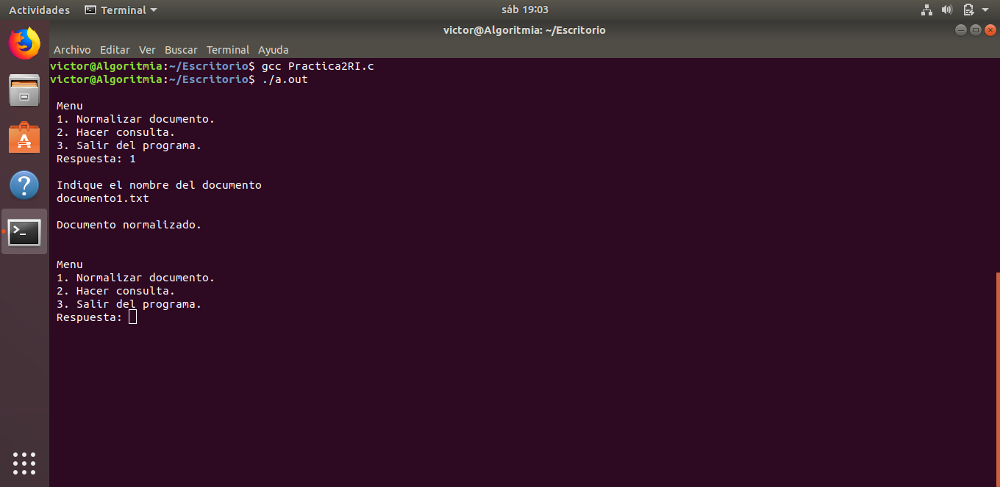 Actividades Terminal sáb 19:03
victor@Algoritmia: ~/Escritorio
Archivo Editar Ver Buscar Terminal Ayuda
victor@Algoritmia:~/Escritorio$ gcc Practica2RI.c
victor@Algoritmia:~/Escritorio$ ./a.out
Menu
1. Normalizar documento.
2. Hacer consulta.
3. Salir del programa.
Respuesta: 1
Indique el nombre del documento
documento1.txt
Documento normalizado.
Menu
1. Normalizar documento.
2. Hacer consulta.
3. Salir del programa.
Respuesta: